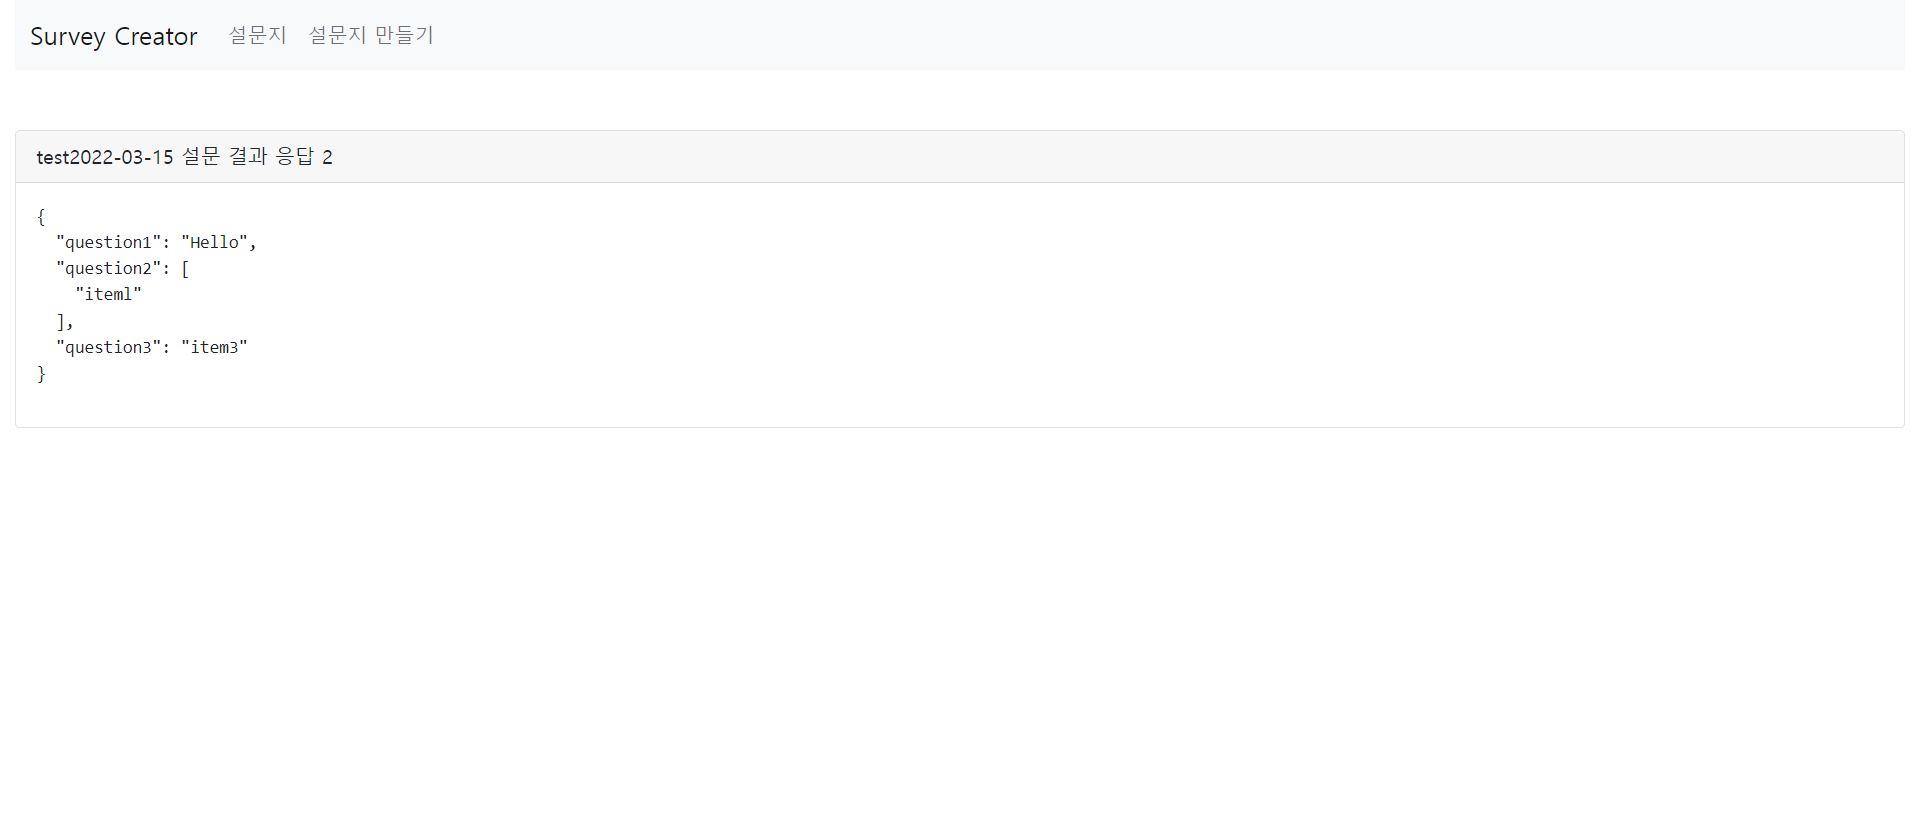 Survey Creator 설문지 설문지 만들기
test2022-03-15 설문 결과 응답 2
{
  "question1": "Hello",
  "question2": [
    "item1"
  ],
  "question3": "item3"
}